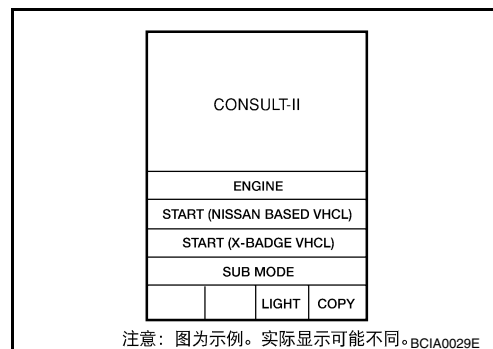 CONSULT-II
ENGINE
START (NISSAN BASED VHCL)
START (X-BADGE VHCL)
SUB MODE
LIGHT COPY
注意：图为示例。实际显示可能不同。BCIA0029E